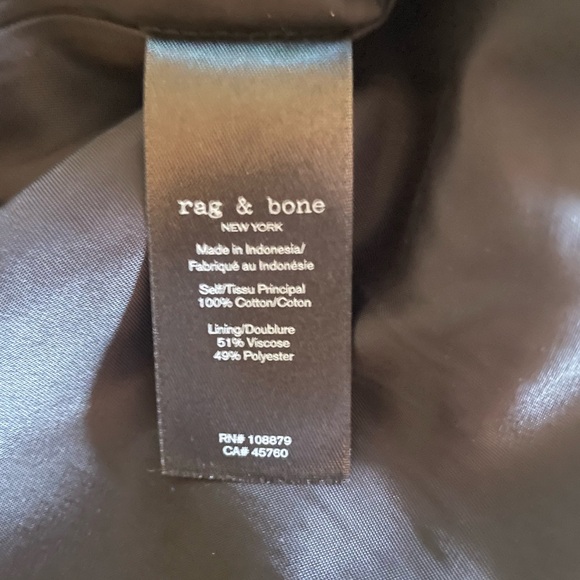 rag & bone
NEW YORK
Made in Indonesia/
Fabriqué au Indonésie
Self/Tissu Principal
100% Cotton/Coton
Lining/Doublure
51% Viscose
49% Polyester
RN# 108879
CA# 45760